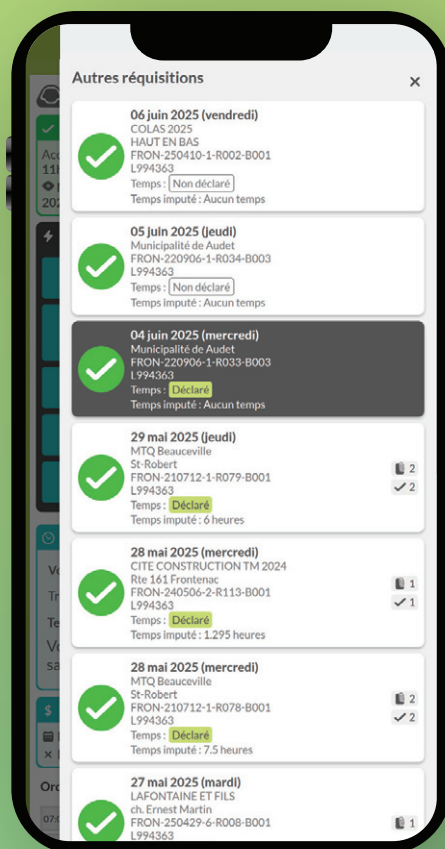 Autres réquisitions
×
06 juin 2025 (vendredi)
COLAS 2025
HAUT EN BAS
FRON-250410-1-R002-B001
L994363
Temps : Non déclaré
Temps imputé : Aucun temps
05 juin 2025 (jeudi)
Municipalité de Audet
FRON-220906-1-R034-B003
L994363
Temps : Non déclaré
Temps imputé : Aucun temps
04 juin 2025 (mercredi)
Municipalité de Audet
FRON-220906-1-R033-B003
L994363
Temps : Déclaré
Temps imputé : Aucun temps
29 mai 2025 (jeudi)
MTQ Beauceville
St-Robert
FRON-210712-1-R079-B001
L994363
Temps : Déclaré
Temps imputé : 6 heures
2
2
28 mai 2025 (mercredi)
CITE CONSTRUCTION TM 2024
Rte 161 Frontenac
FRON-240506-2-R113-B001
L994363
Temps : Déclaré
Temps imputé : 1.295 heures
1
1
28 mai 2025 (mercredi)
MTQ Beauceville
St-Robert
FRON-210712-1-R078-B001
L994363
Temps : Déclaré
Temps imputé : 7.5 heures
2
2
27 mai 2025 (mardi)
LAFONTAINE ET FILS
ch. Ernest Martin
FRON-250429-6-R008-B001
L994363
1